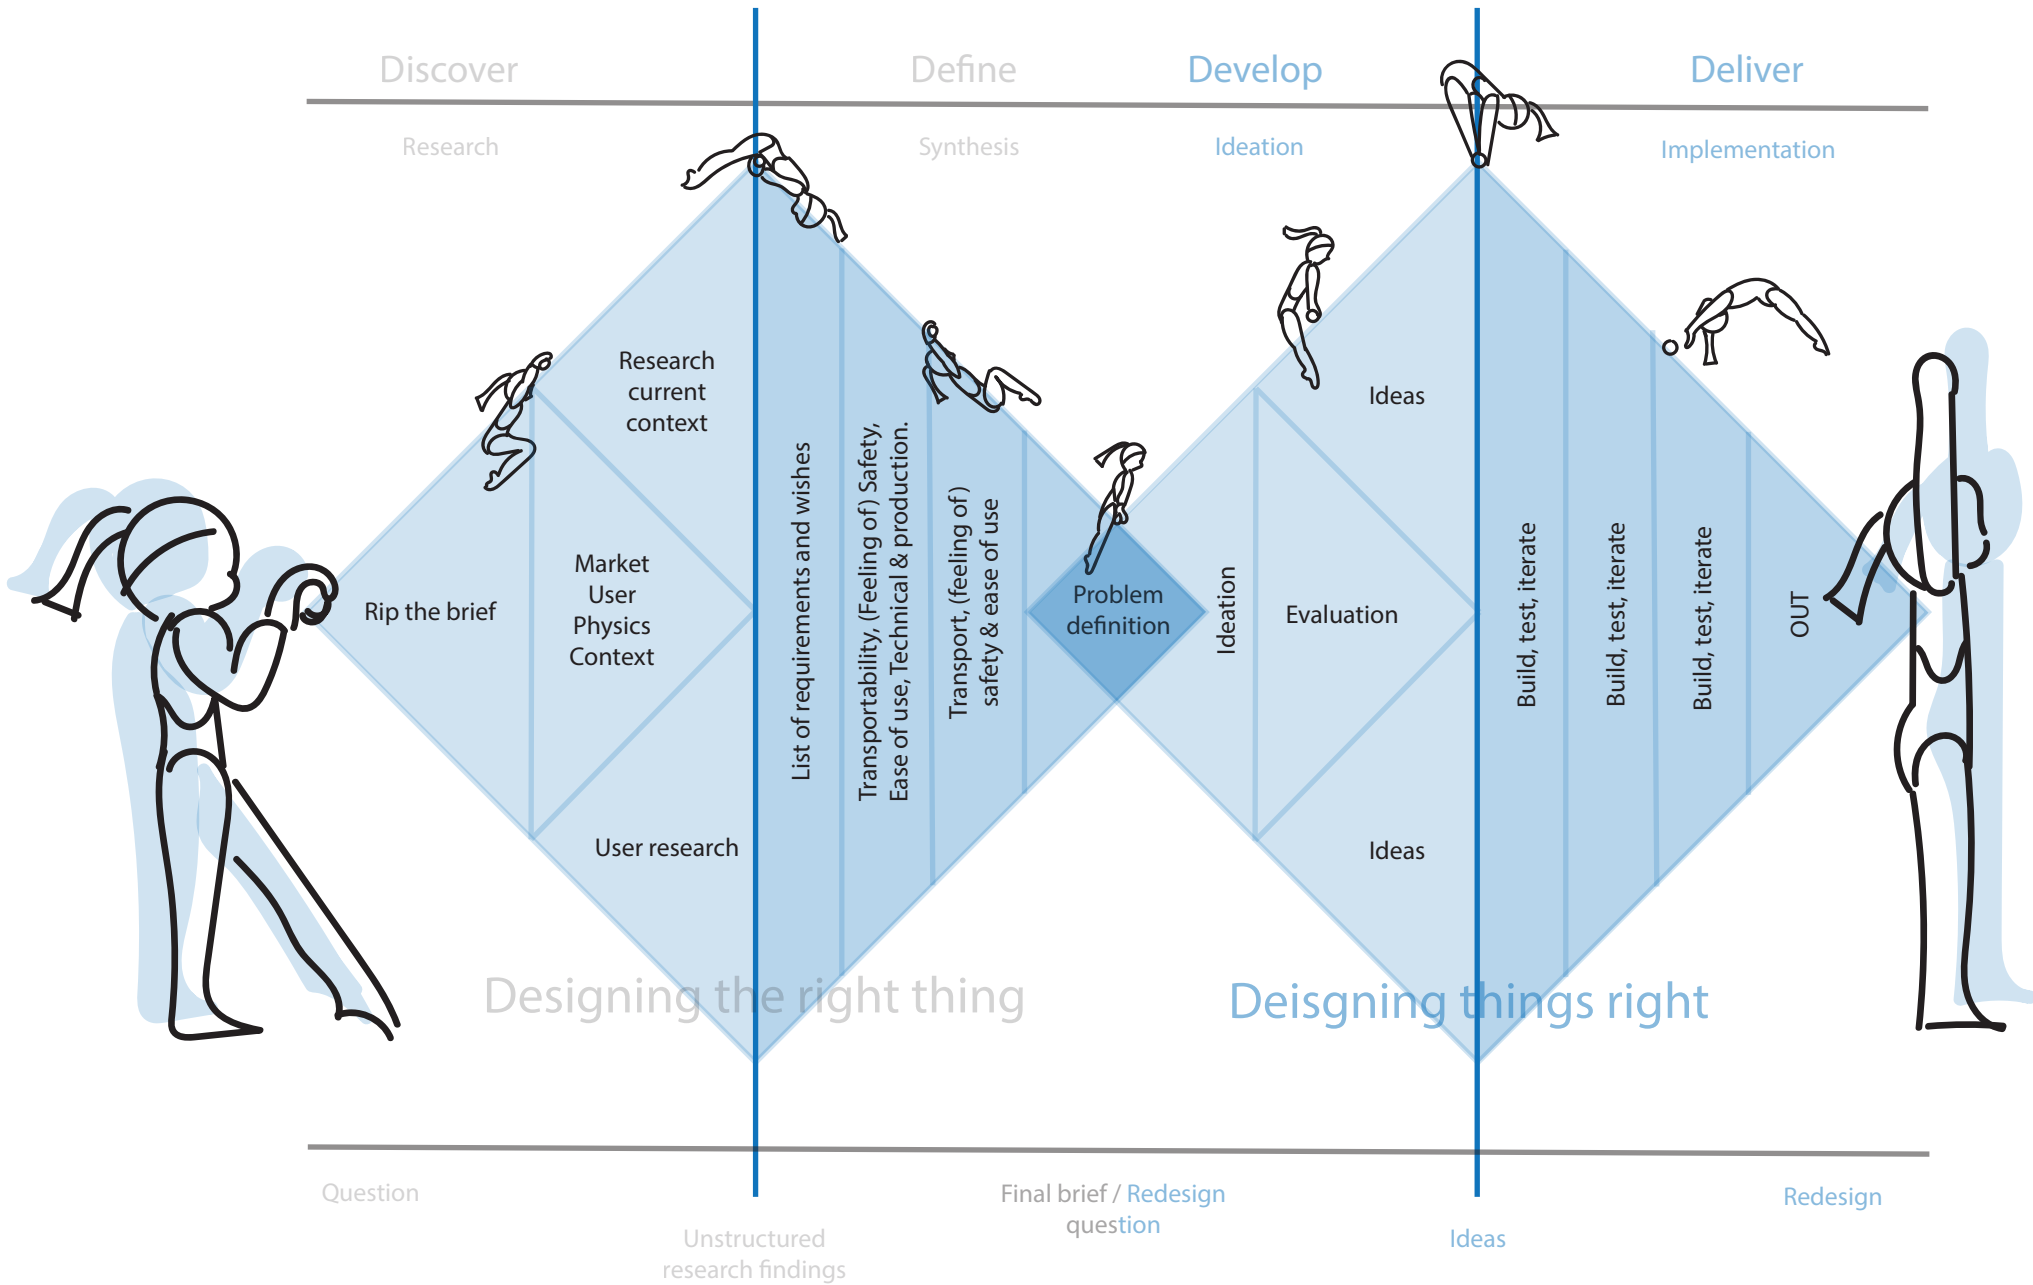 Discover
Define
Develop
Deliver
Research
Synthesis
Ideation
Implementation
Research
current
context
Rip the brief
Market
User
Physics
Context
User research
List of requirements and wishes
Transportability, (Feeling of) Safety,
Ease of use, Technical & production.
Transport, (feeling of)
safety & ease of use
Problem
definition
Ideation
Evaluation
Ideas
Ideas
Build, test, iterate
Build, test, iterate
Build, test, iterate
OUT
Designing the right thing
Deisgning things right
Question
Unstructured
research findings
Final brief / Redesign
question
Ideas
Redesign